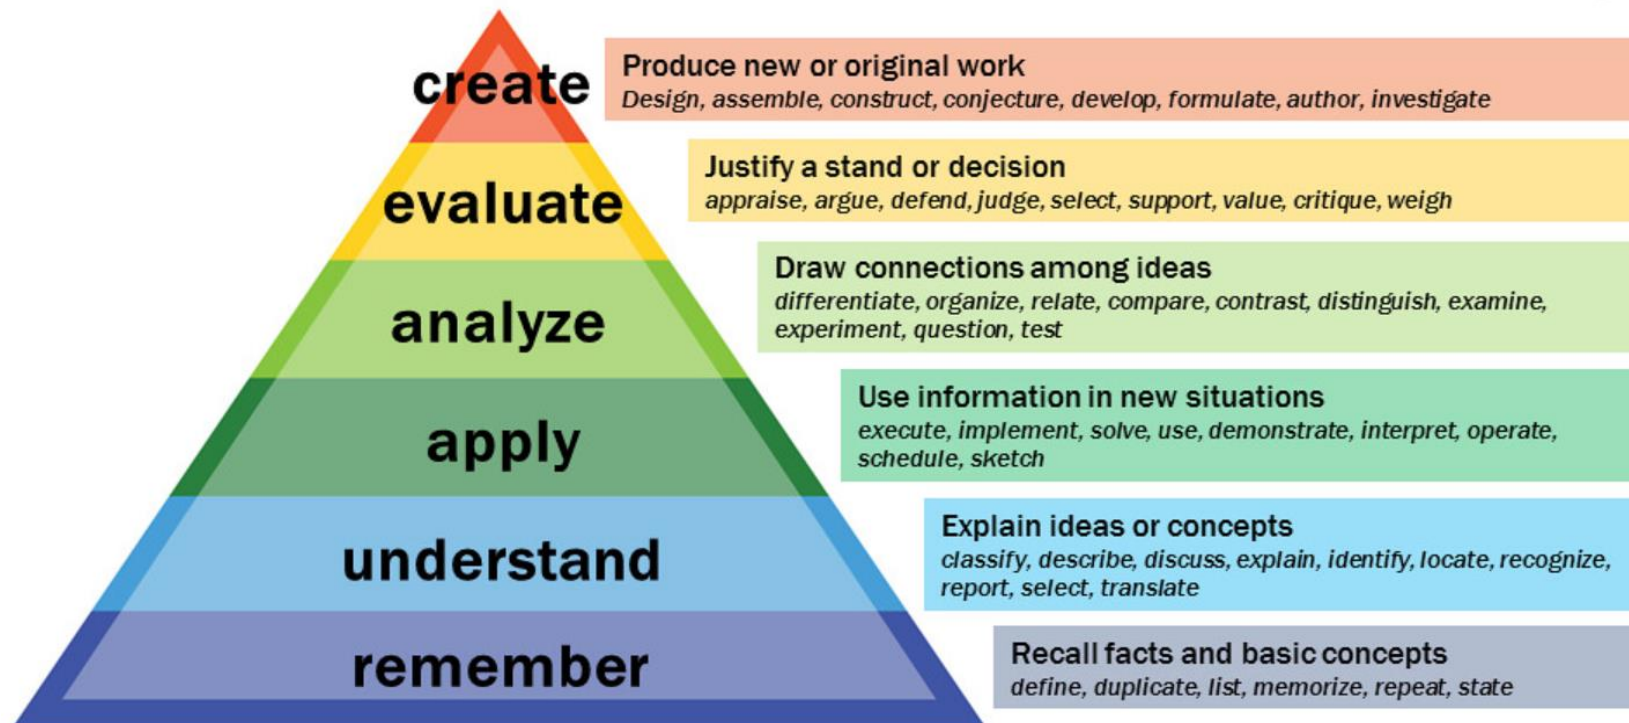 create
Produce new or original work
Design, assemble, construct, conjecture, develop, formulate, author, investigate
evaluate
Justify a stand or decision
appraise, argue, defend, judge, select, support, value, critique, weigh
analyze
Draw connections among ideas
differentiate, organize, relate, compare, contrast, distinguish, examine,
experiment, question, test
apply
Use information in new situations
execute, implement, solve, use, demonstrate, interpret, operate,
schedule, sketch
understand
Explain ideas or concepts
classify, describe, discuss, explain, identify, locate, recognize,
report, select, translate
remember
Recall facts and basic concepts
define, duplicate, list, memorize, repeat, state